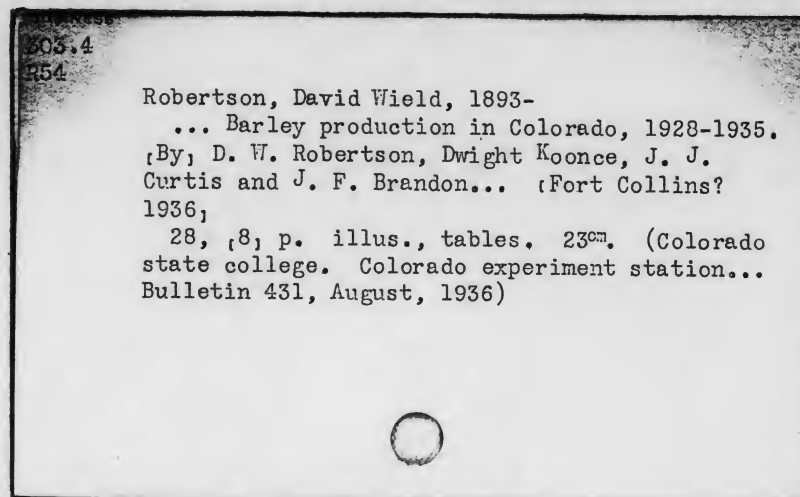 303.4
R54
Robertson, David Wield, 1893-
... Barley production in Colorado, 1928-1935.
[By] D. W. Robertson, Dwight Koonce, J. J.
Curtis and J. F. Brandon... [Fort Collins?
1936]
28, [8] p. illus., tables. 23cm. (Colorado
state college. Colorado experiment station...
Bulletin 431, August, 1936)